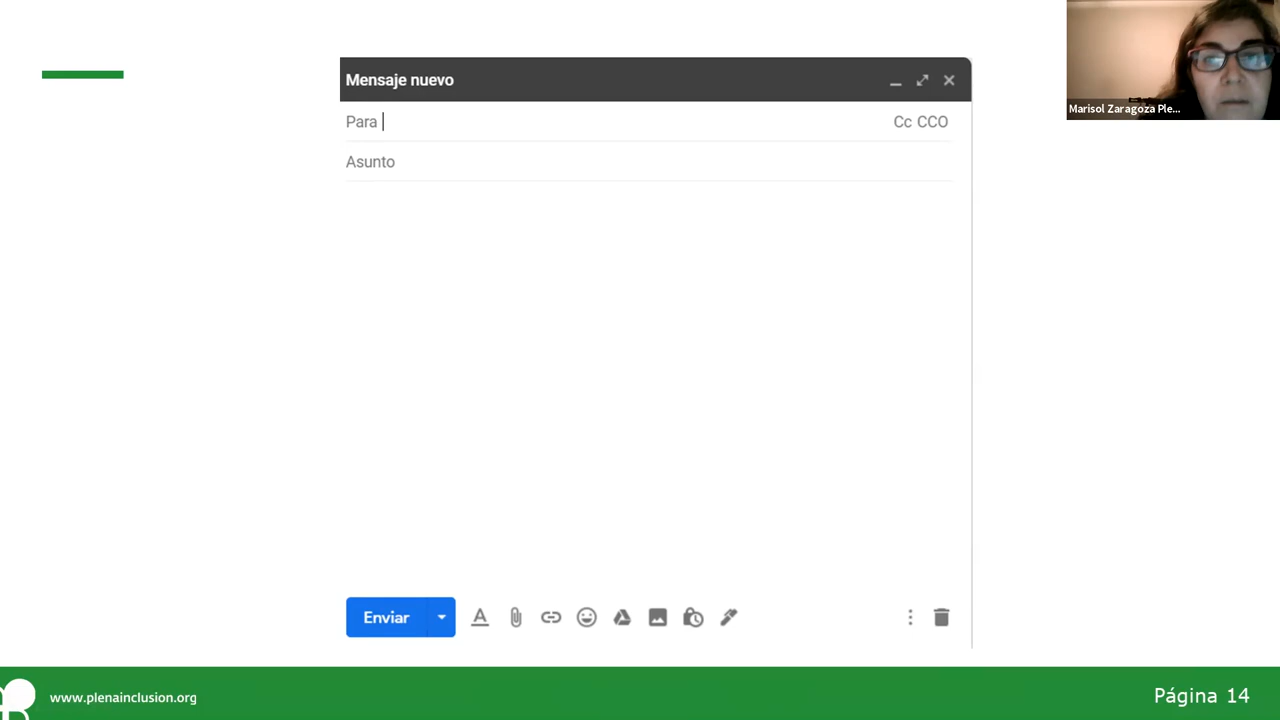 Mensaje nuevo
Para
Cc CCO
Asunto
Marisol Zaragoza Ple...
Enviar
www.plenainclusion.org
Página 14